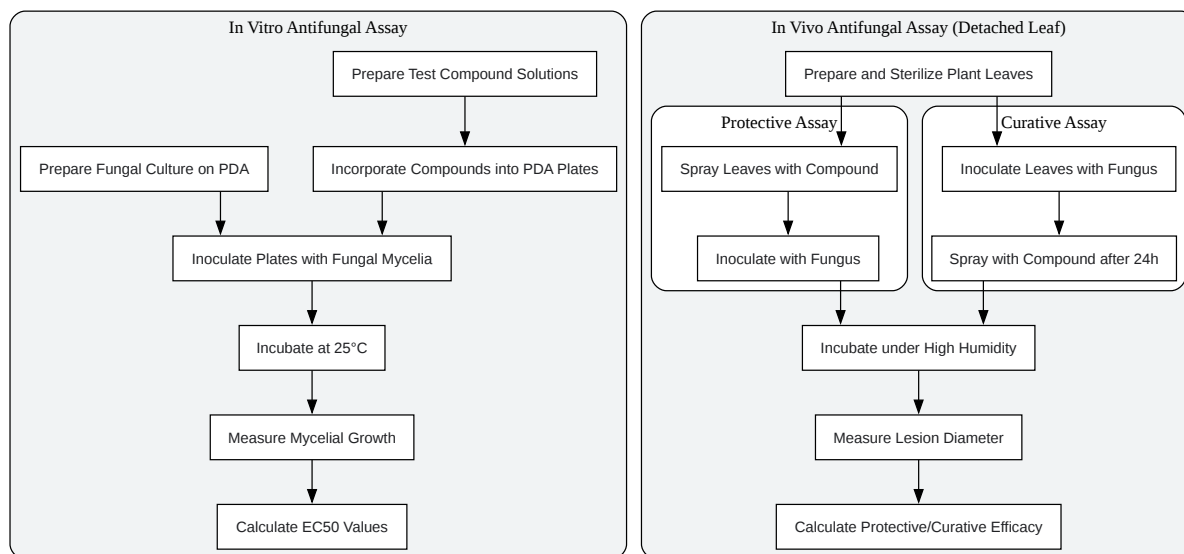 In Vitro Antifungal Assay
Prepare Test Compound Solutions
Prepare Fungal Culture on PDA
Incorporate Compounds into PDA Plates
Inoculate Plates with Fungal Mycelia
Incubate at 25°C
Measure Mycelial Growth
Calculate EC50 Values
In Vivo Antifungal Assay (Detached Leaf)
Prepare and Sterilize Plant Leaves
Protective Assay
Spray Leaves with Compound
Inoculate with Fungus
Curative Assay
Inoculate Leaves with Fungus
Spray with Compound after 24h
Incubate under High Humidity
Measure Lesion Diameter
Calculate Protective/Curative Efficacy